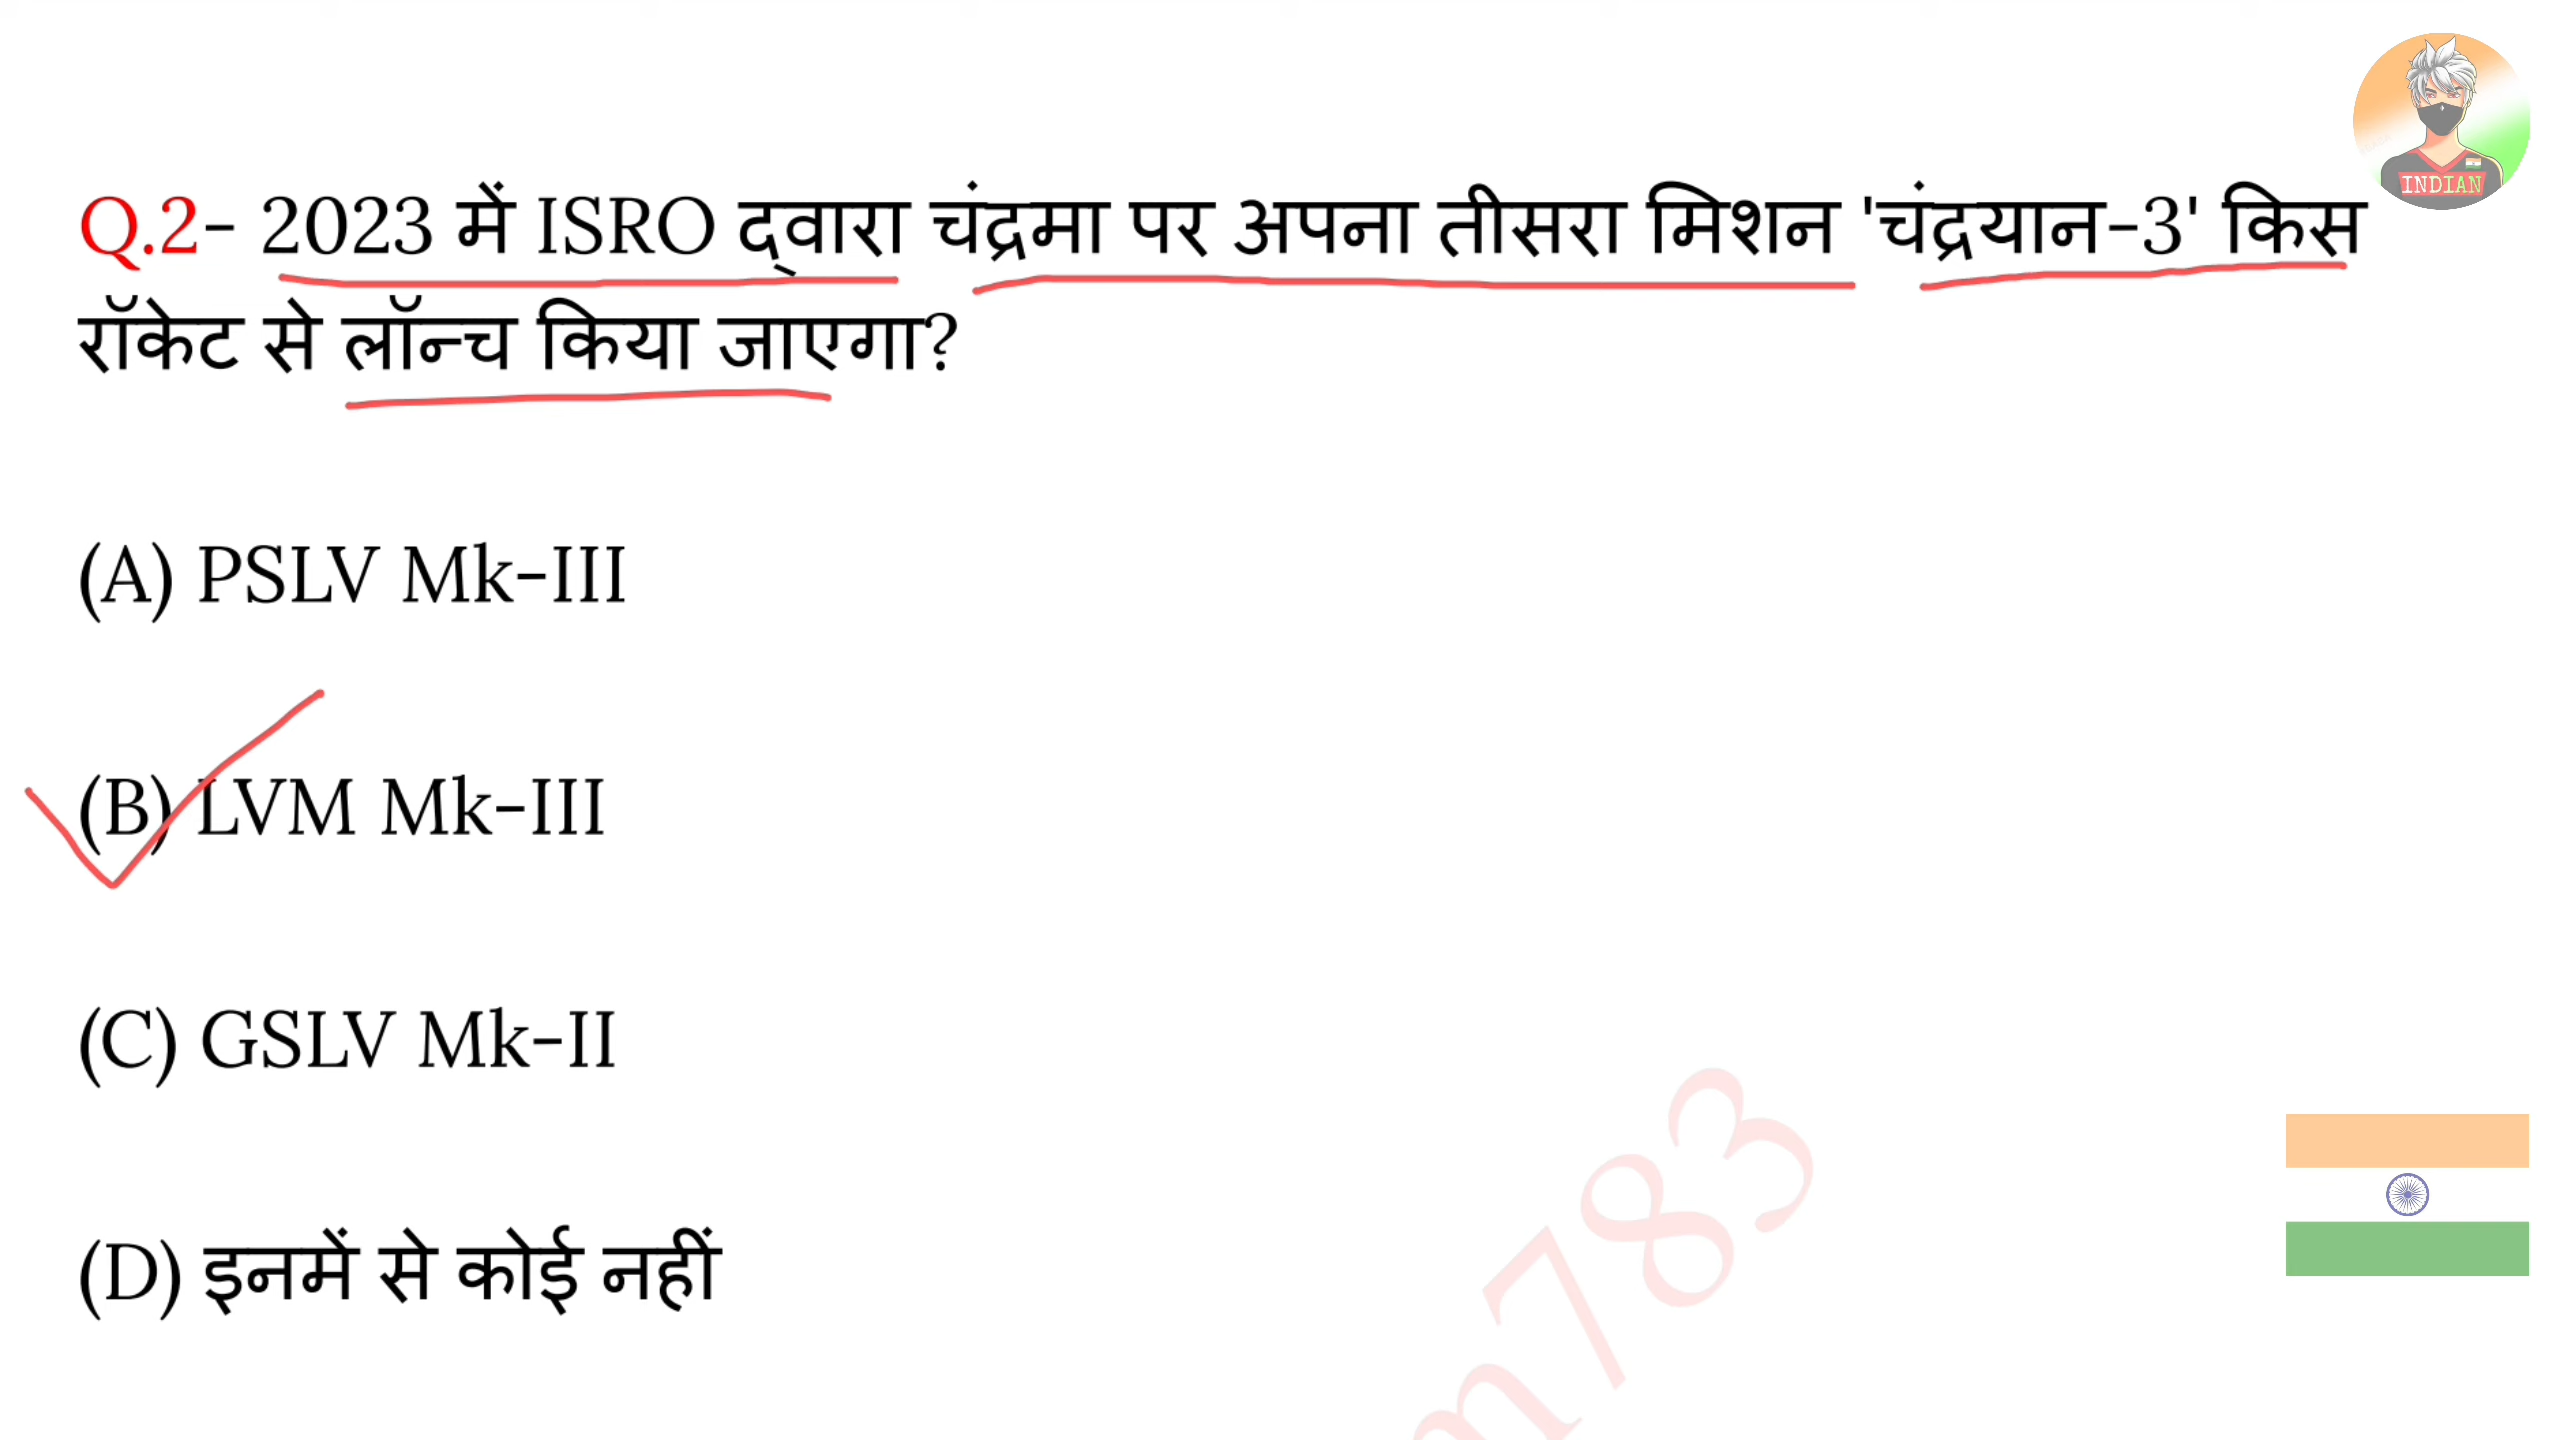 INDIAN
Q.2- 2023 में ISRO द्वारा चंद्रमा पर अपना तीसरा मिशन 'चंद्रयान-3' किस
रॉकेट से लॉन्च किया जाएगा?
(A) PSLV Mk-III
(B) LVM Mk-III
(C) GSLV Mk-II
(D) इनमें से कोई नहीं
m783